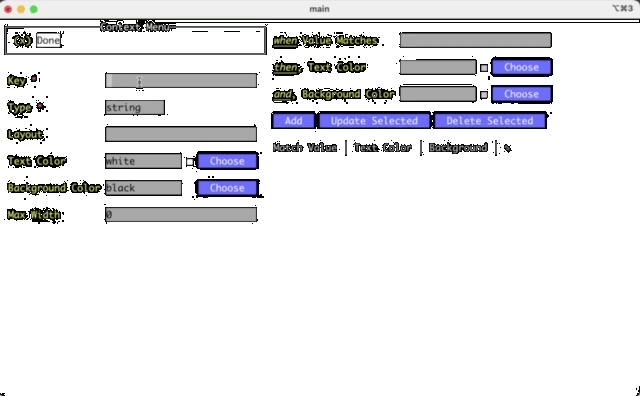 main
⌥⌘3
Context Menu
Done
Key *
Type * string
Layout
Text Color white Choose
Background Color black Choose
Max Width 0
when Value Matches
then, Text Color Choose
and, Background Color Choose
Add Update Selected Delete Selected
Match Value | Text Color | Background |